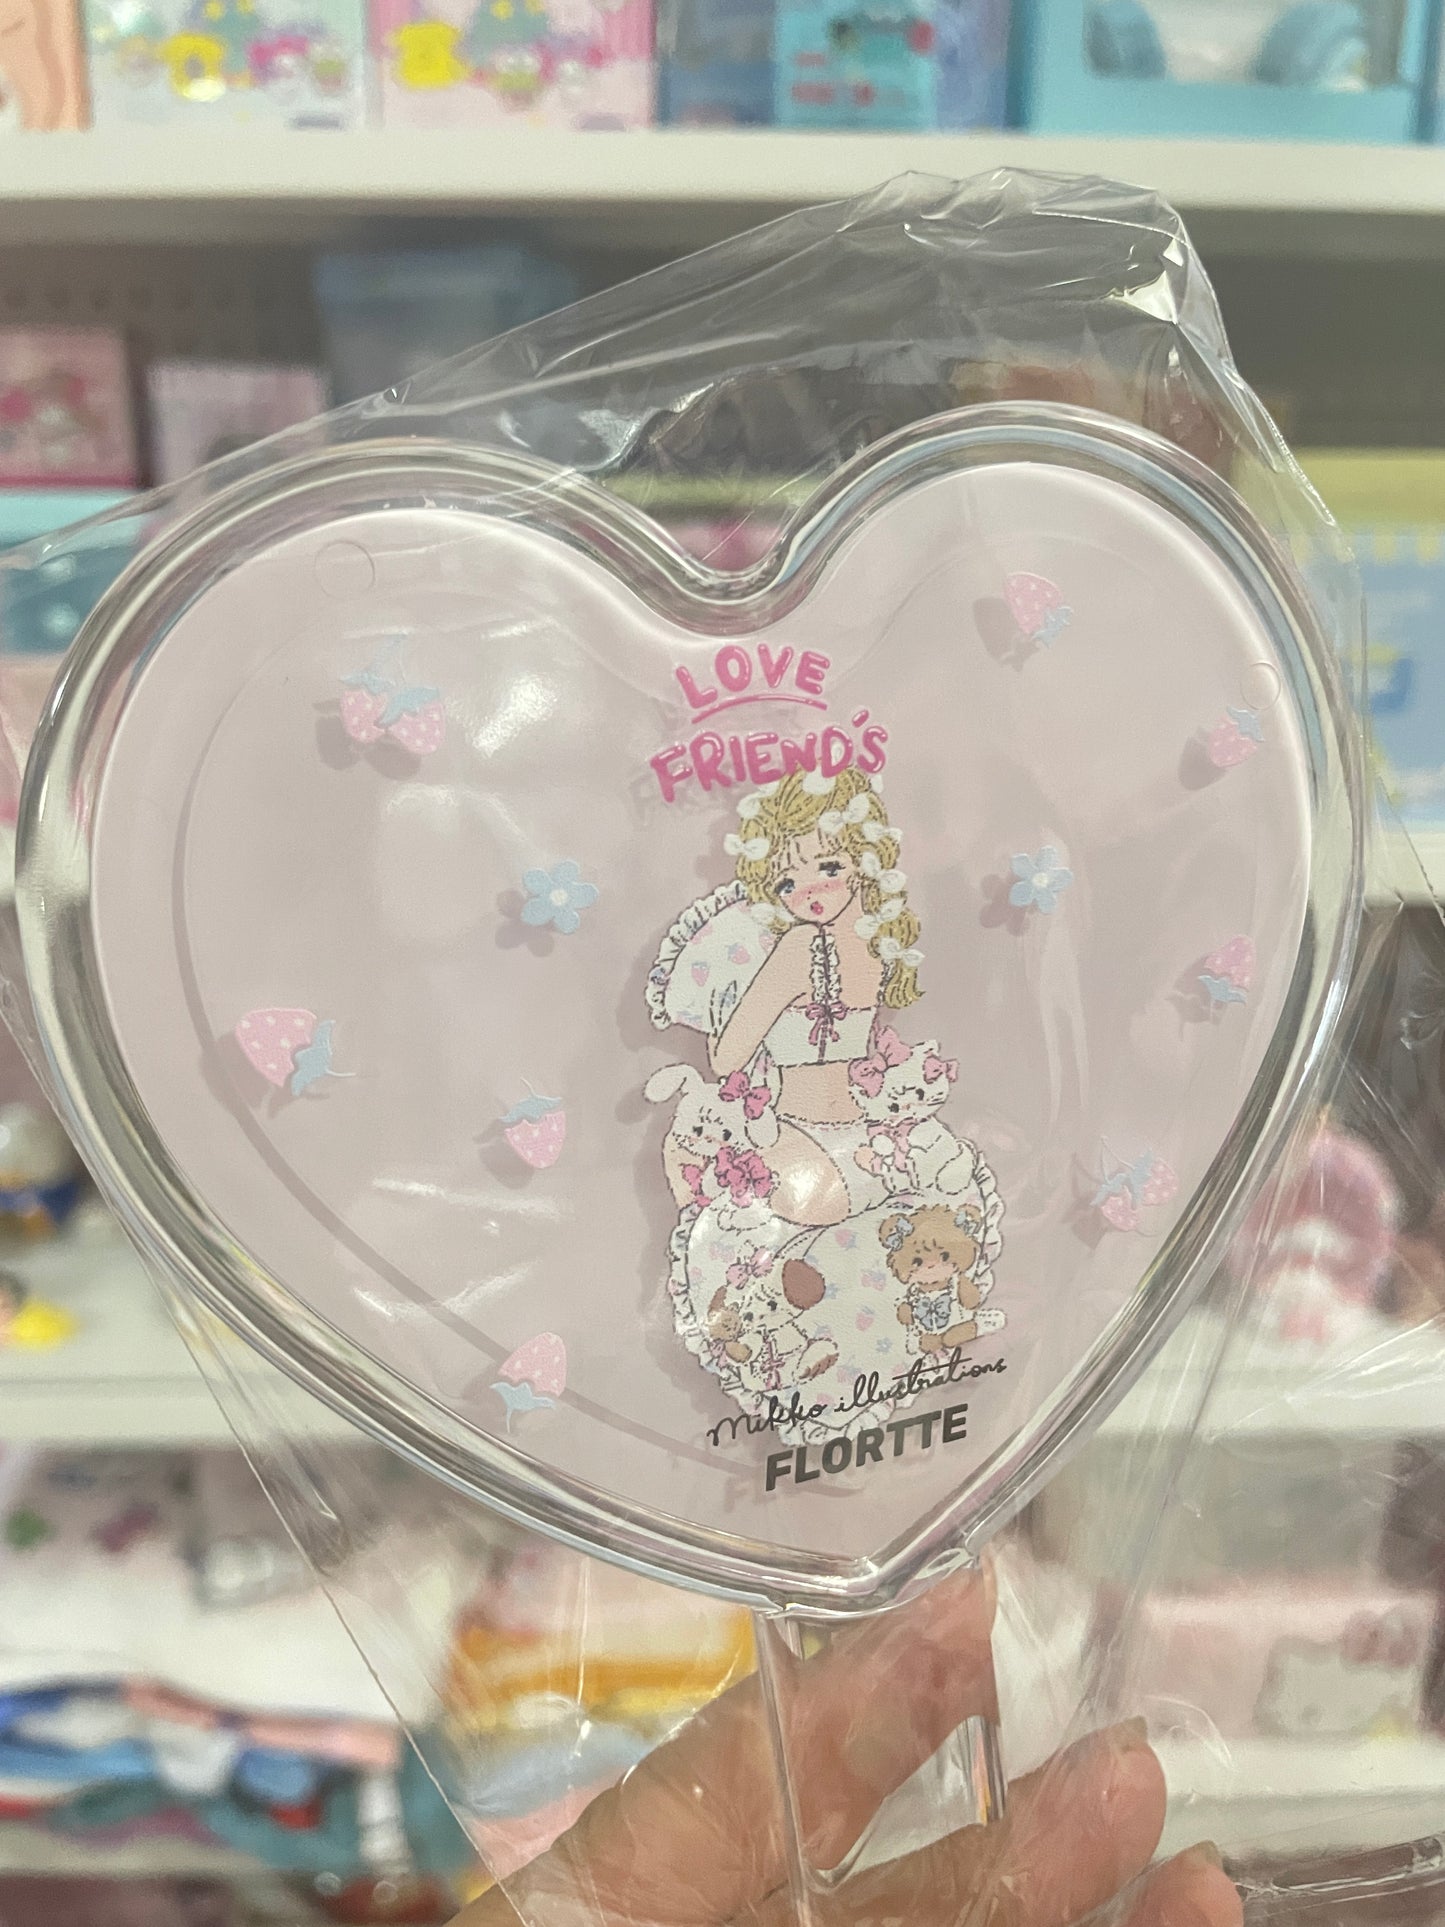 LOVE
FRIEND'S
mikko illustrations
FLORTTE